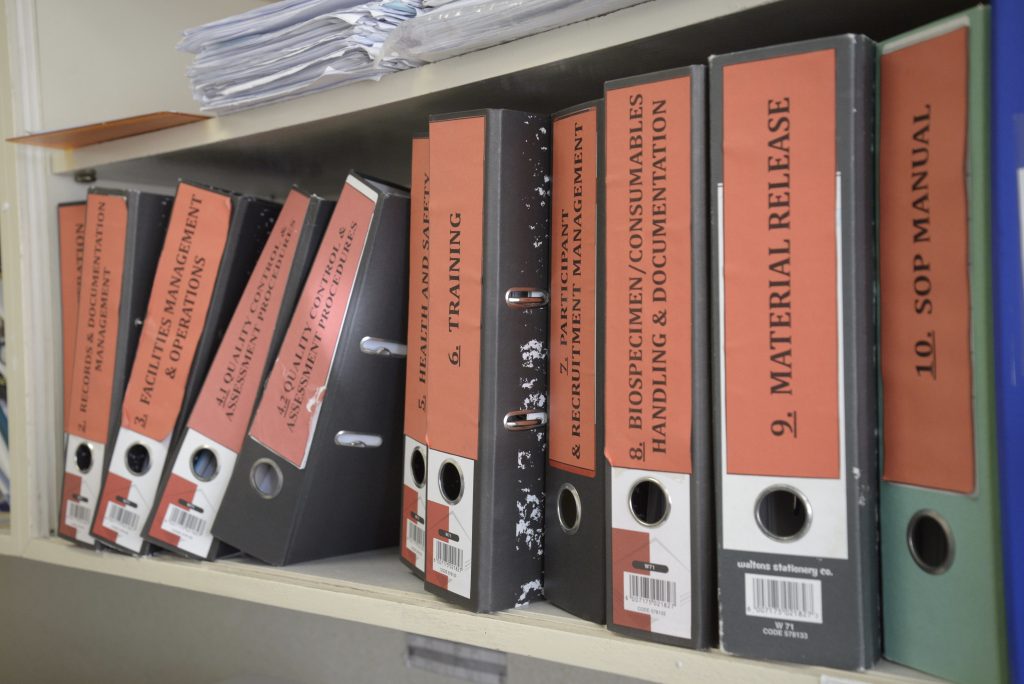 2. RECORDS & DOCUMENTATION
MANAGEMENT
3. FACILITIES MANAGEMENT
& OPERATIONS
4.1 QUALITY CONTROL &
ASSESSMENT PROCEDURES
4.2 QUALITY CONTROL &
ASSESSMENT PROCEDURES
5. HEALTH AND SAFETY
6. TRAINING
7. PARTICIPANT
& RECRUITMENT MANAGEMENT
8. BIOSPECIMEN/CONSUMABLES
HANDLING & DOCUMENTATION
W71
9. MATERIAL RELEASE
waltons stationery co.
W 71
CODE 578133
10. SOP MANUAL